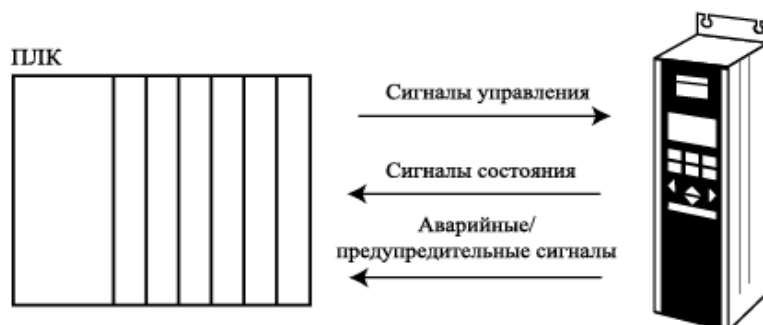 ПЛК
Сигналы управления
Сигналы состояния
Аварийные/
предупредительные сигналы